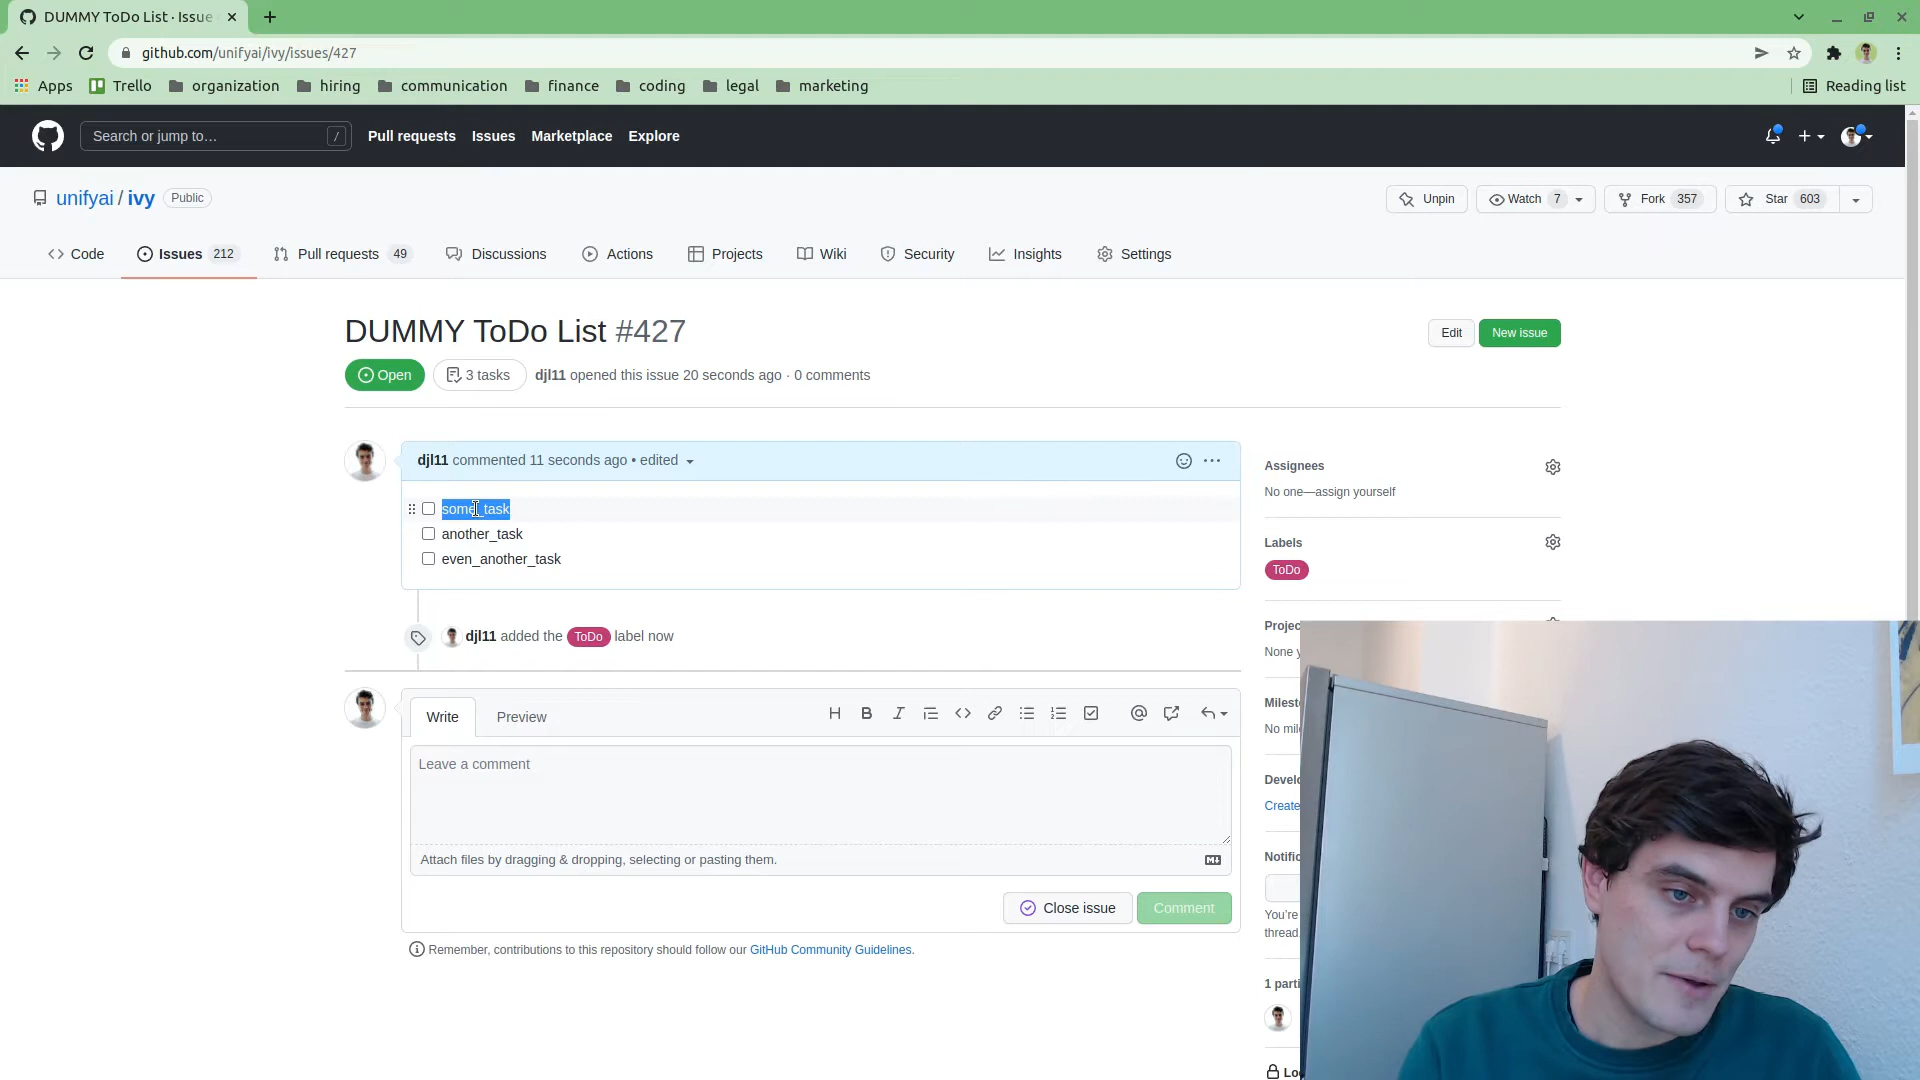 DUMMY ToDo List · Issue
github.com/unifyai/ivy/issues/427
Apps Trello organization hiring communication finance coding legal marketing Reading list
Search or jump to… / Pull requests Issues Marketplace Explore
unifyai / ivy Public Unpin Watch 7 Fork 357 Star 603
Code Issues 212 Pull requests 49 Discussions Actions Projects Wiki Security Insights Settings
DUMMY ToDo List #427 Edit New issue
Open 3 tasks djl11 opened this issue 20 seconds ago · 0 comments
djl11 commented 11 seconds ago • edited
some_task
another_task
even_another_task
djl11 added the ToDo label now
Write Preview
Leave a comment
Attach files by dragging & dropping, selecting or pasting them.
Close issue Comment
Remember, contributions to this repository should follow our GitHub Community Guidelines.
Assignees
No one—assign yourself
Labels
ToDo
None
No
Create
You're
thread